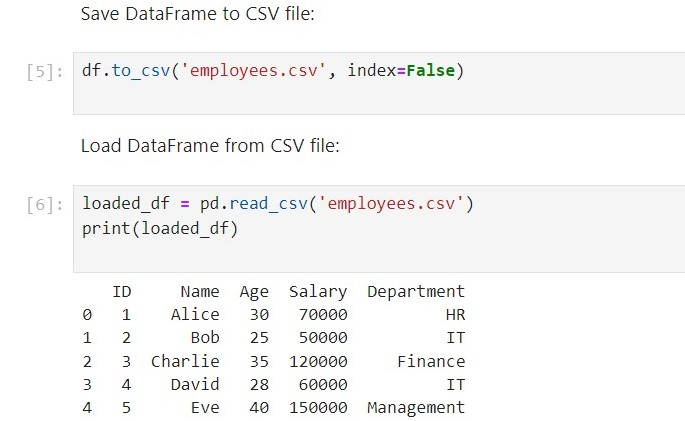 Save DataFrame to CSV file:
[5]: df.to_csv('employees.csv', index=False)
Load DataFrame from CSV file:
[6]: loaded_df = pd.read_csv('employees.csv')
print(loaded_df)
ID Name Age Salary Department
0 1 Alice 30 70000 HR
1 2 Bob 25 50000 IT
2 3 Charlie 35 120000 Finance
3 4 David 28 60000 IT
4 5 Eve 40 150000 Management